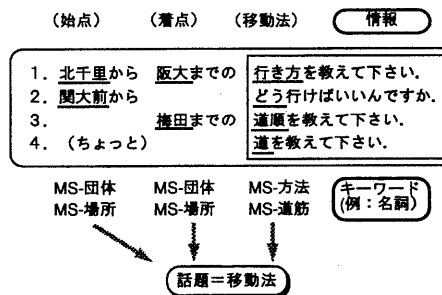 （始点） （着点） （移動法） 情報
1. 北千里から 阪大までの 行き方を教えて下さい.
2. 関大前から どう行けばいいんですか.
3. 梅田までの 道順を教えて下さい.
4. （ちょっと） 道を教えて下さい.
MS-団体 MS-団体 MS-方法 キーワード
MS-場所 MS-場所 MS-道筋 (例：名詞)
話題＝移動法